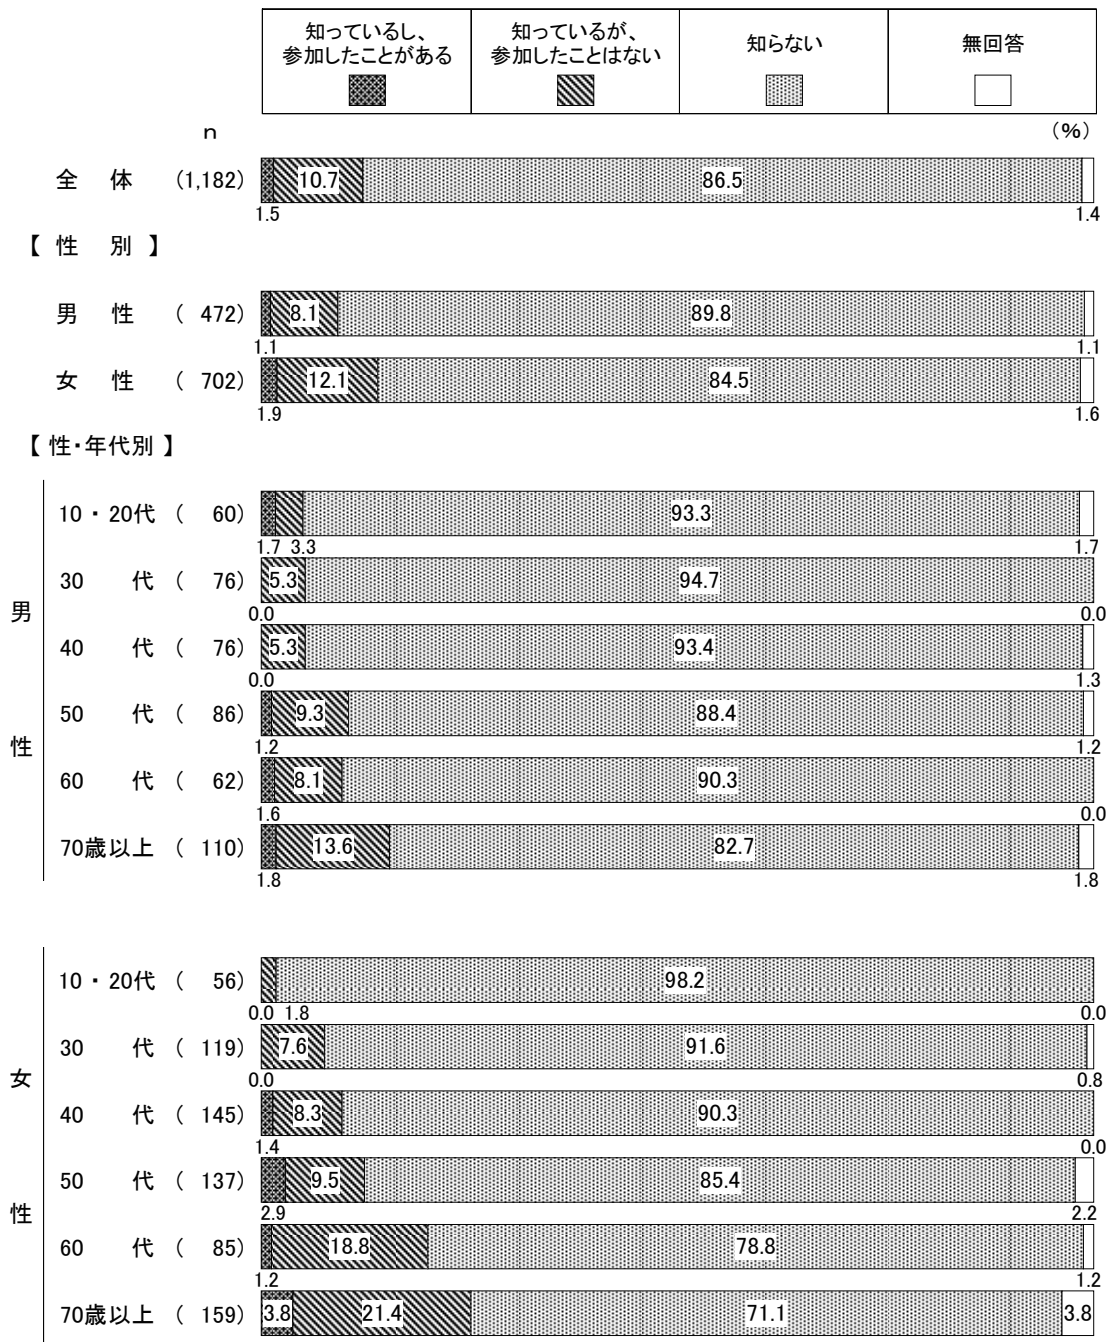 知っているし、
参加したことがある
知っているが、
参加したことはない
知らない
無回答
n
(%)
全 体 (1,182) 10.7 86.5
1.5 1.4
【 性 別 】
男 性 ( 472) 8.1 89.8
1.1 1.1
女 性 ( 702) 12.1 84.5
1.9 1.6
【 性・年代別 】
男性
10・20代 ( 60) 93.3
1.7 3.3 1.7
30 代 ( 76) 5.3 94.7
0.0 0.0
40 代 ( 76) 5.3 93.4
0.0 1.3
50 代 ( 86) 9.3 88.4
1.2 1.2
60 代 ( 62) 8.1 90.3
1.6 0.0
70歳以上 ( 110) 13.6 82.7
1.8 1.8
女性
10・20代 ( 56) 98.2
0.0 1.8 0.0
30 代 ( 119) 7.6 91.6
0.0 0.8
40 代 ( 145) 8.3 90.3
1.4 0.0
50 代 ( 137) 9.5 85.4
2.9 2.2
60 代 ( 85) 18.8 78.8
1.2 1.2
70歳以上 ( 159) 3.8 21.4 71.1 3.8